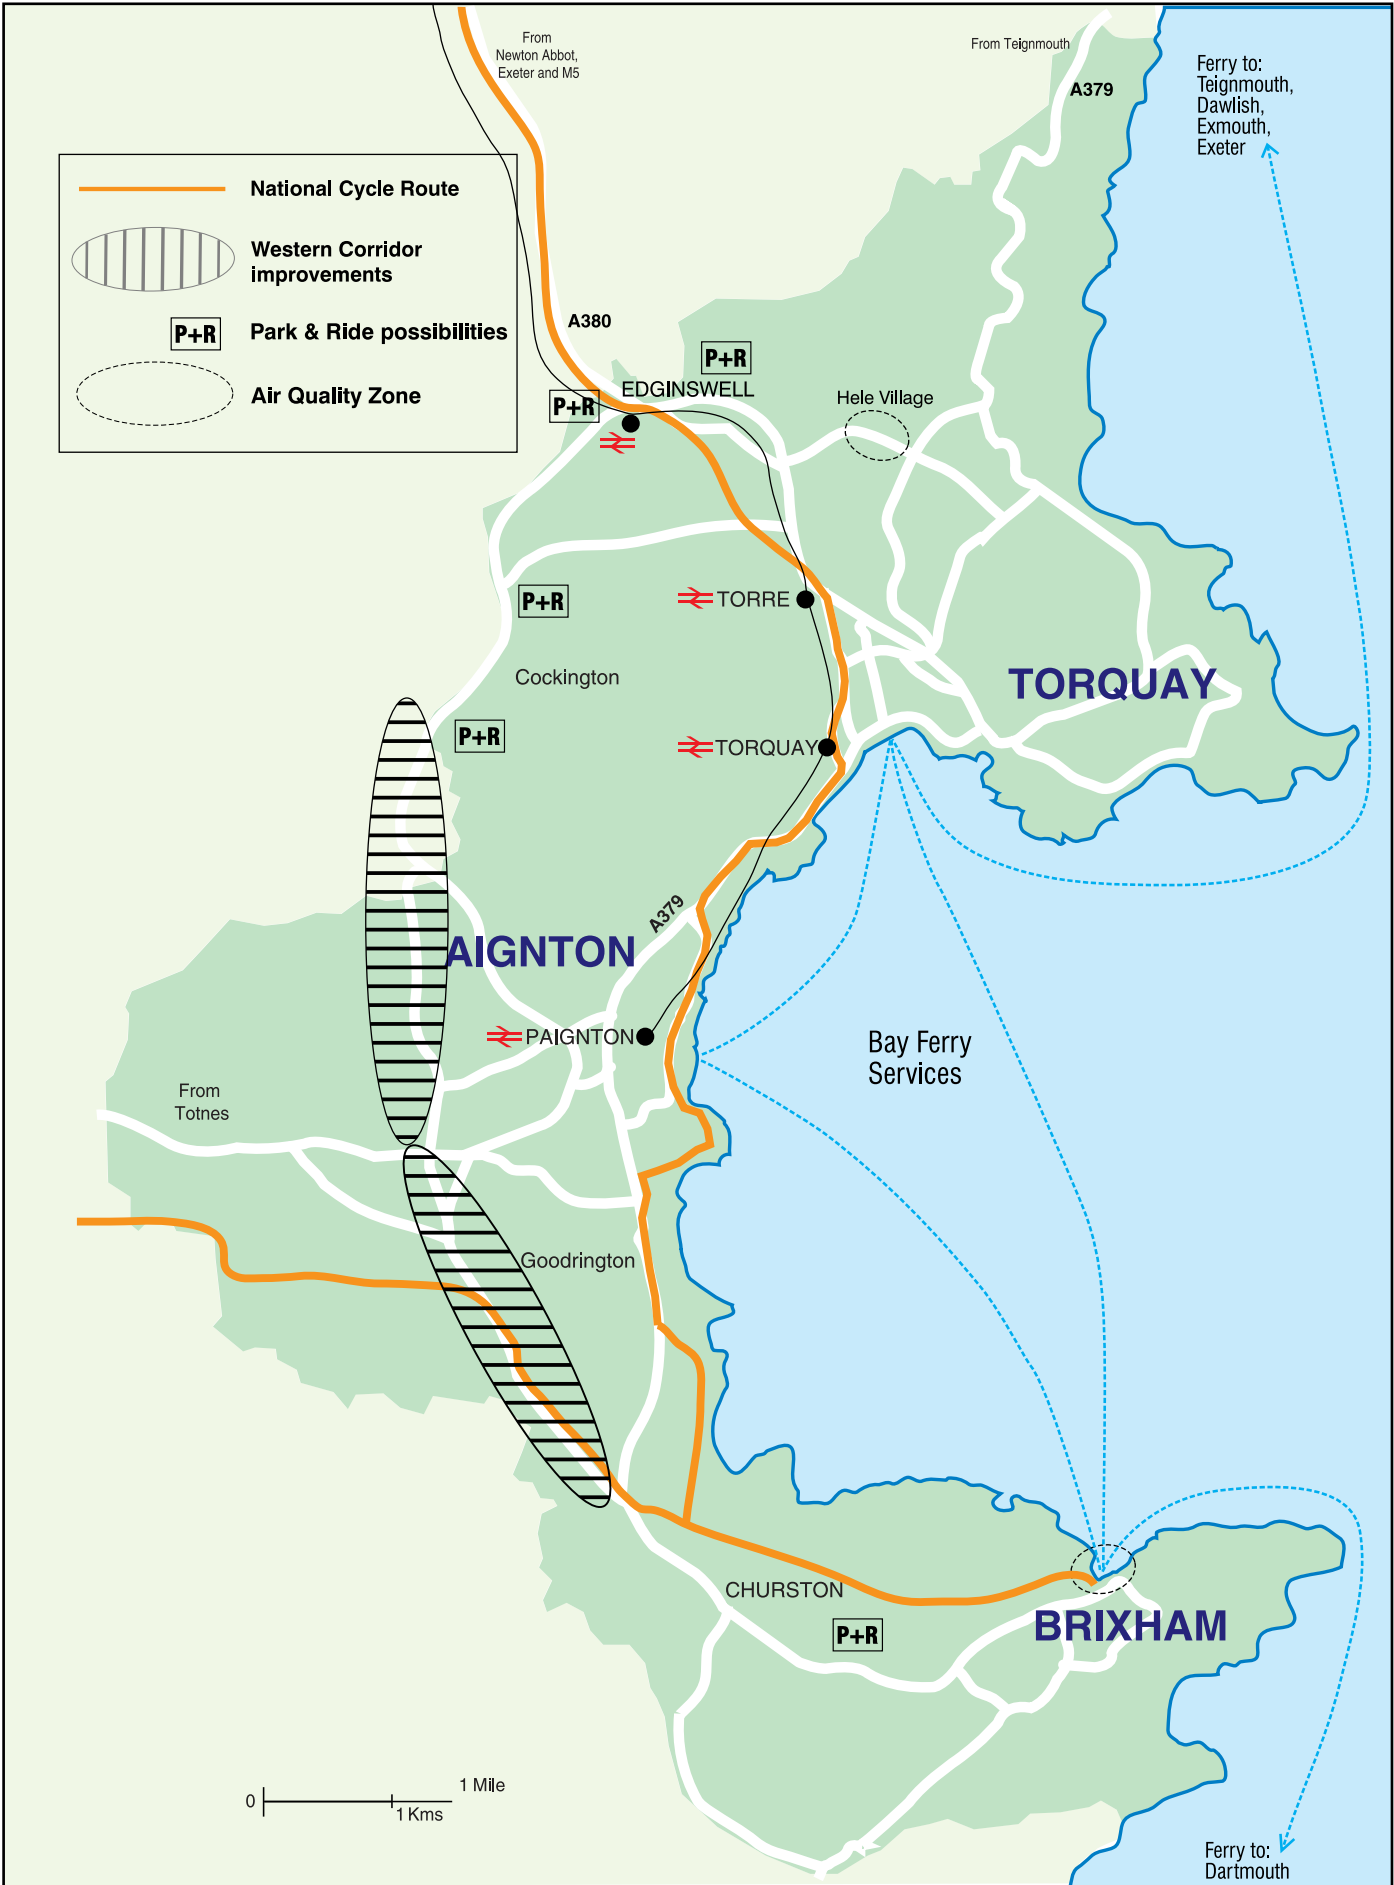 From
Newton Abbot,
Exeter and M5
From Teignmouth
A379
Ferry to:
Teignmouth,
Dawlish,
Exmouth,
Exeter
National Cycle Route
Western Corridor
improvements
P+R
Park & Ride possibilities
Air Quality Zone
A380
P+R
EDGINSWELL
P+R
Hele Village
P+R
TORRE
Cockington
TORQUAY
P+R
TORQUAY
A379
AIGNTON
PAIGNTON
Bay Ferry
Services
From
Totnes
Goodrington
CHURSTON
P+R
BRIXHAM
0
1 Mile
1 Kms
Ferry to:
Dartmouth